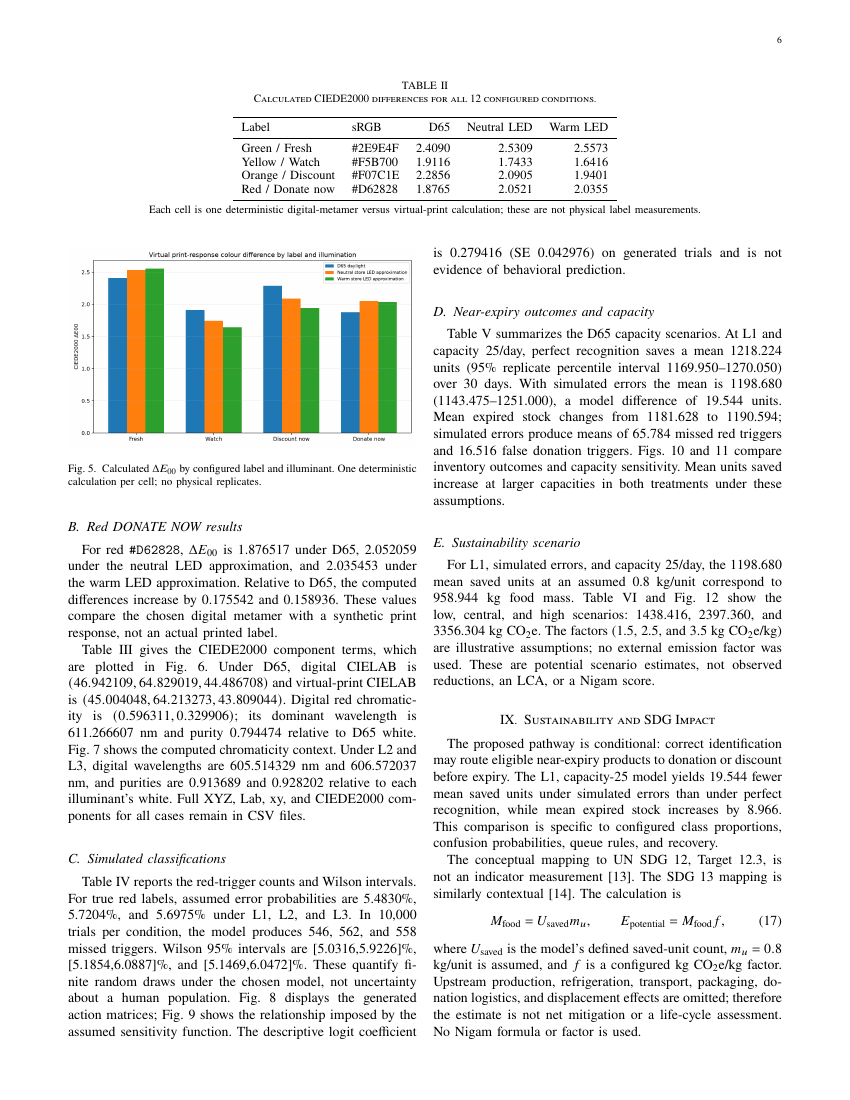 6
TABLE II
Calculated CIEDE2000 differences for all 12 configured conditions.
Label sRGB D65 Neutral LED Warm LED
Green / Fresh #2E9E4F 2.4090 2.5309 2.5573
Yellow / Watch #F5B700 1.9116 1.7433 1.6416
Orange / Discount #F07C1E 2.2856 2.0905 1.9401
Red / Donate now #D62828 1.8765 2.0521 2.0355
Each cell is one deterministic digital-metamer versus virtual-print calculation; these are not physical label measurements.
Virtual print-response colour difference by label and illumination
D65 daylight
Neutral store LED approximation
Warm store LED approximation
CIEDE2000 ΔE00
2.5
2.0
1.5
1.0
0.5
0.0
Fresh Watch Discount now Donate now
Fig. 5. Calculated ΔE00 by configured label and illuminant. One deterministic
calculation per cell; no physical replicates.
B. Red DONATE NOW results
For red #D62828, ΔE00 is 1.876517 under D65, 2.052059
under the neutral LED approximation, and 2.035453 under
the warm LED approximation. Relative to D65, the computed
differences increase by 0.175542 and 0.158936. These values
compare the chosen digital metamer with a synthetic print
response, not an actual printed label.
Table III gives the CIEDE2000 component terms, which
are plotted in Fig. 6. Under D65, digital CIELAB is
(46.942109, 64.829019, 44.486708) and virtual-print CIELAB
is (45.004048, 64.213273, 43.809044). Digital red chromatic-
ity is (0.596311, 0.329906); its dominant wavelength is
611.266607 nm and purity 0.794474 relative to D65 white.
Fig. 7 shows the computed chromaticity context. Under L2 and
L3, digital wavelengths are 605.514329 nm and 606.572037
nm, and purities are 0.913689 and 0.928202 relative to each
illuminant's white. Full XYZ, Lab, xy, and CIEDE2000 com-
ponents for all cases remain in CSV files.
C. Simulated classifications
Table IV reports the red-trigger counts and Wilson intervals.
For true red labels, assumed error probabilities are 5.4830%,
5.7204%, and 5.6975% under L1, L2, and L3. In 10,000
trials per condition, the model produces 546, 562, and 558
missed triggers. Wilson 95% intervals are [5.0316,5.9226]%,
[5.1854,6.0887]%, and [5.1469,6.0472]%. These quantify fi-
nite random draws under the chosen model, not uncertainty
about a human population. Fig. 8 displays the generated
action matrices; Fig. 9 shows the relationship imposed by the
assumed sensitivity function. The descriptive logit coefficient
is 0.279416 (SE 0.042976) on generated trials and is not
evidence of behavioral prediction.
D. Near-expiry outcomes and capacity
Table V summarizes the D65 capacity scenarios. At L1 and
capacity 25/day, perfect recognition saves a mean 1218.224
units (95% replicate percentile interval 1169.950–1270.050)
over 30 days. With simulated errors the mean is 1198.680
(1143.475–1251.000), a model difference of 19.544 units.
Mean expired stock changes from 1181.628 to 1190.594;
simulated errors produce means of 65.784 missed red triggers
and 16.516 false donation triggers. Figs. 10 and 11 compare
inventory outcomes and capacity sensitivity. Mean units saved
increase at larger capacities in both treatments under these
assumptions.
E. Sustainability scenario
For L1, simulated errors, and capacity 25/day, the 1198.680
mean saved units at an assumed 0.8 kg/unit correspond to
958.944 kg food mass. Table VI and Fig. 12 show the
low, central, and high scenarios: 1438.416, 2397.360, and
3356.304 kg CO2e. The factors (1.5, 2.5, and 3.5 kg CO2e/kg)
are illustrative assumptions; no external emission factor was
used. These are potential scenario estimates, not observed
reductions, an LCA, or a Nigam score.
IX. Sustainability and SDG Impact
The proposed pathway is conditional: correct identification
may route eligible near-expiry products to donation or discount
before expiry. The L1, capacity-25 model yields 19.544 fewer
mean saved units under simulated errors than under perfect
recognition, while mean expired stock increases by 8.966.
This comparison is specific to configured class proportions,
confusion probabilities, queue rules, and recovery.
The conceptual mapping to UN SDG 12, Target 12.3, is
not an indicator measurement [13]. The SDG 13 mapping is
similarly contextual [14]. The calculation is
Mfood = Usaved mu, Epotential = Mfood f, (17)
where Usaved is the model's defined saved-unit count, mu = 0.8
kg/unit is assumed, and f is a configured kg CO2e/kg factor.
Upstream production, refrigeration, transport, packaging, do-
nation logistics, and displacement effects are omitted; therefore
the estimate is not net mitigation or a life-cycle assessment.
No Nigam formula or factor is used.